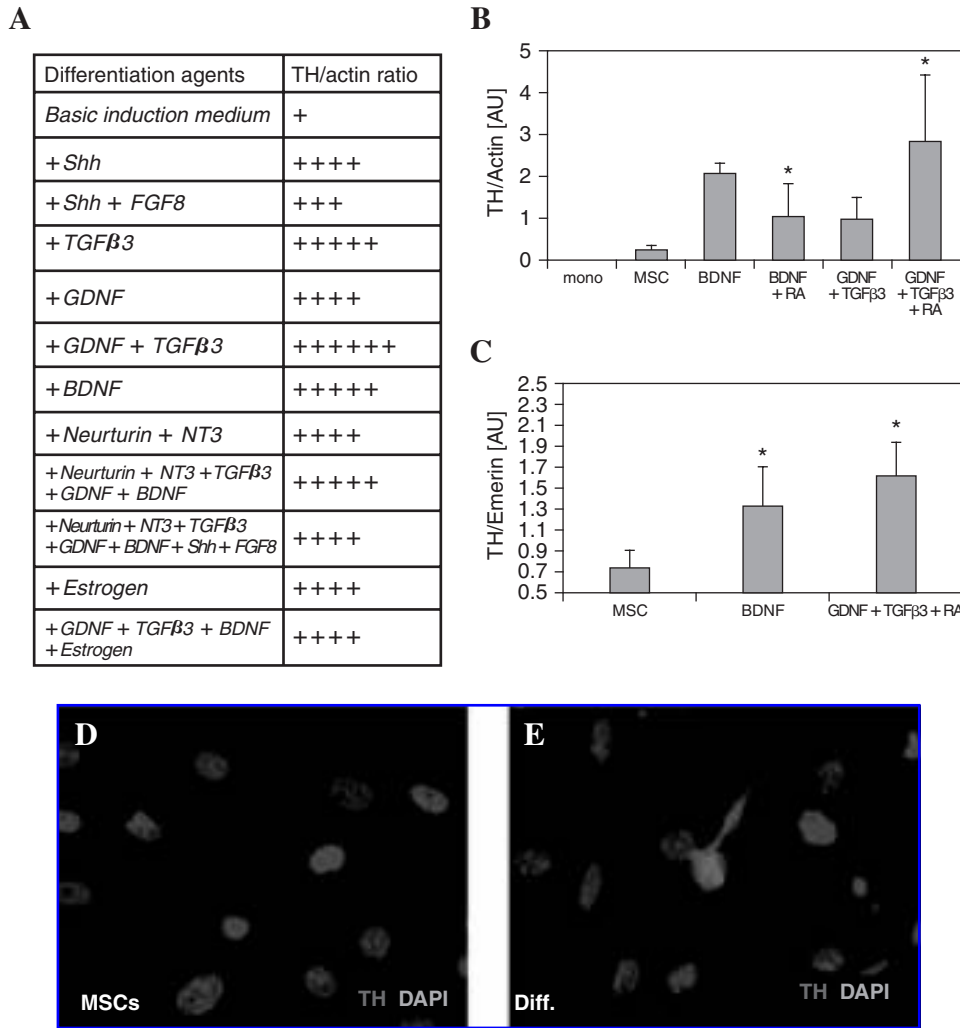 A
Differentiation agents TH/actin ratio
Basic induction medium +
+Shh ++++
+Shh + FGF8 +++
+TGFβ3 +++++
+GDNF ++++
+GDNF + TGFβ3 ++++++
+BDNF +++++
+Neurturin + NT3 ++++
+Neurturin + NT3 +TGFβ3
+GDNF + BDNF +++++
+Neurturin + NT3 + TGFβ3
+GDNF + BDNF + Shh + FGF8 ++++
+Estrogen ++++
+GDNF + TGFβ3 + BDNF
+Estrogen ++++
B
TH/Actin [AU]
5
4
3
2
1
0
* *
mono MSC BDNF BDNF + RA GDNF + TGFβ3 GDNF + TGFβ3 + RA
C
TH/Emerin [AU]
2.5
2.3
2.1
1.9
1.7
1.5
1.3
1.1
0.9
0.7
0.5
* *
MSC BDNF GDNF + TGFβ3 + RA
D
MSCs TH DAPI
E
Diff. TH DAPI